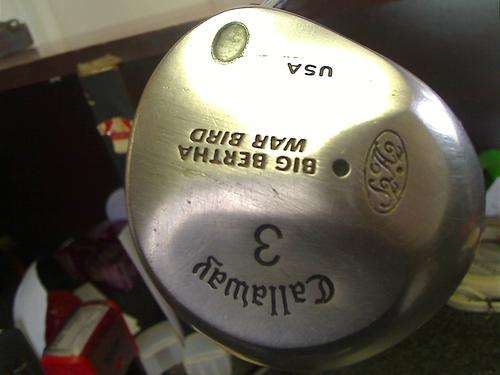 Callaway
3
BIG BERTHA
WAR BIRD
USA